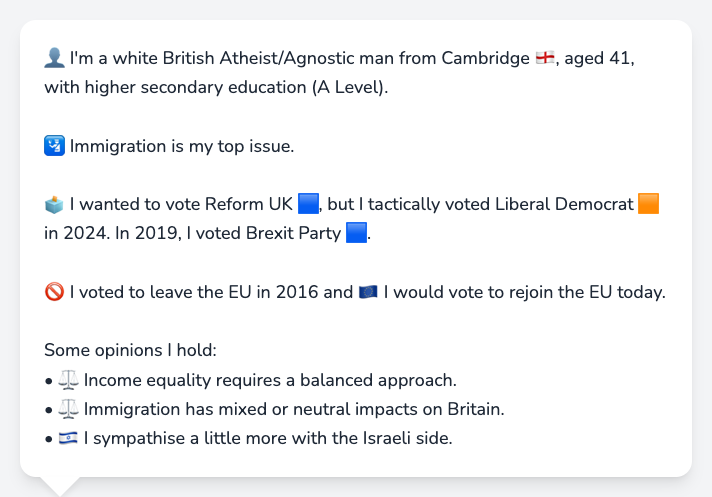 👤 I'm a white British Atheist/Agnostic man from Cambridge 🏴󠁧󠁢󠁥󠁮󠁧󠁿, aged 41,
with higher secondary education (A Level).
🛂 Immigration is my top issue.
🗳️ I wanted to vote Reform UK 🟦, but I tactically voted Liberal Democrat 🟧
in 2024. In 2019, I voted Brexit Party 🟦.
🚫 I voted to leave the EU in 2016 and 🇪🇺 I would vote to rejoin the EU today.
Some opinions I hold:
• ⚖️ Income equality requires a balanced approach.
• ⚖️ Immigration has mixed or neutral impacts on Britain.
• 🇮🇱 I sympathise a little more with the Israeli side.